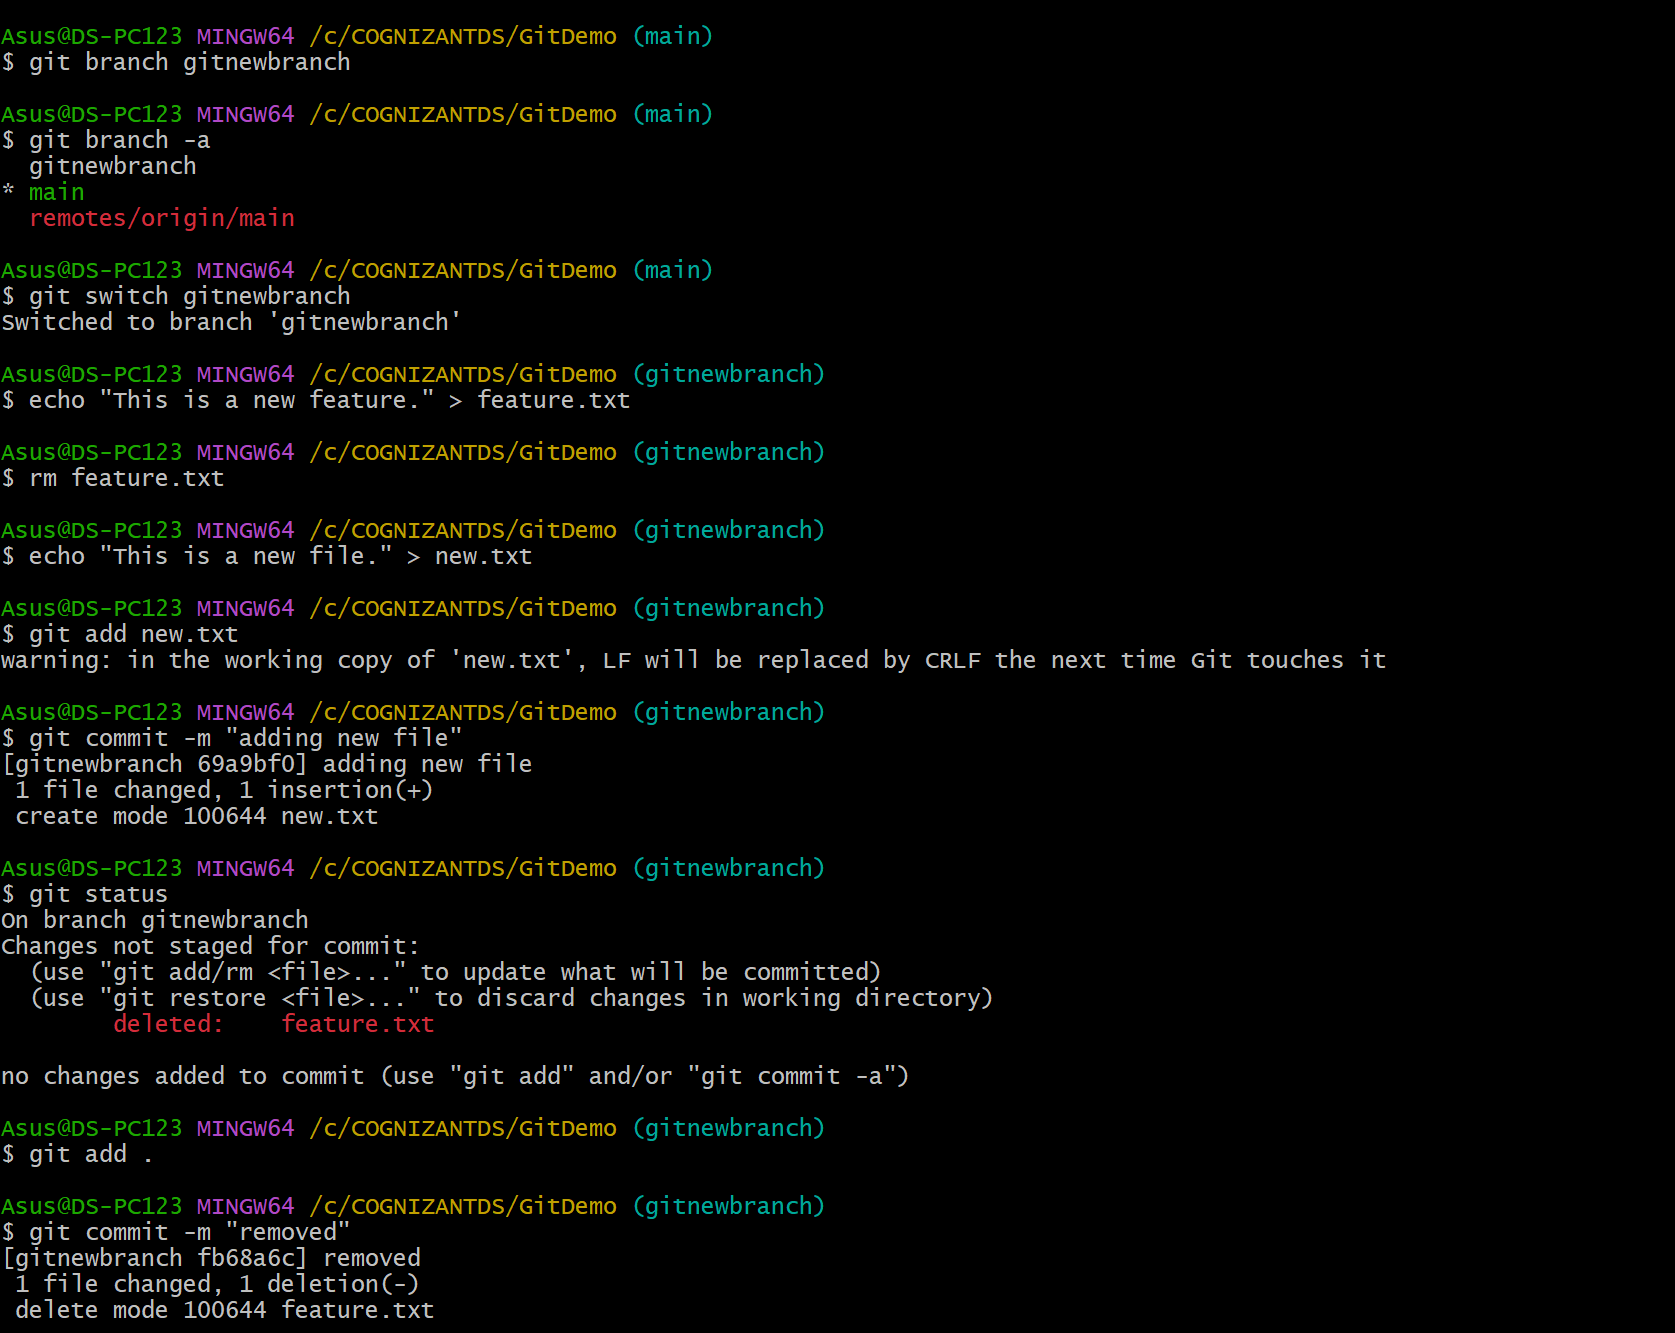 Asus@DS-PC123 MINGW64 /c/COGNIZANTDS/GitDemo (main)
$ git branch gitnewbranch
Asus@DS-PC123 MINGW64 /c/COGNIZANTDS/GitDemo (main)
$ git branch -a
  gitnewbranch
* main
  remotes/origin/main
Asus@DS-PC123 MINGW64 /c/COGNIZANTDS/GitDemo (main)
$ git switch gitnewbranch
Switched to branch 'gitnewbranch'
Asus@DS-PC123 MINGW64 /c/COGNIZANTDS/GitDemo (gitnewbranch)
$ echo "This is a new feature." > feature.txt
Asus@DS-PC123 MINGW64 /c/COGNIZANTDS/GitDemo (gitnewbranch)
$ rm feature.txt
Asus@DS-PC123 MINGW64 /c/COGNIZANTDS/GitDemo (gitnewbranch)
$ echo "This is a new file." > new.txt
Asus@DS-PC123 MINGW64 /c/COGNIZANTDS/GitDemo (gitnewbranch)
$ git add new.txt
warning: in the working copy of 'new.txt', LF will be replaced by CRLF the next time Git touches it
Asus@DS-PC123 MINGW64 /c/COGNIZANTDS/GitDemo (gitnewbranch)
$ git commit -m "adding new file"
[gitnewbranch 69a9bf0] adding new file
 1 file changed, 1 insertion(+)
 create mode 100644 new.txt
Asus@DS-PC123 MINGW64 /c/COGNIZANTDS/GitDemo (gitnewbranch)
$ git status
On branch gitnewbranch
Changes not staged for commit:
  (use "git add/rm <file>..." to update what will be committed)
  (use "git restore <file>..." to discard changes in working directory)
        deleted:    feature.txt
no changes added to commit (use "git add" and/or "git commit -a")
Asus@DS-PC123 MINGW64 /c/COGNIZANTDS/GitDemo (gitnewbranch)
$ git add .
Asus@DS-PC123 MINGW64 /c/COGNIZANTDS/GitDemo (gitnewbranch)
$ git commit -m "removed"
[gitnewbranch fb68a6c] removed
 1 file changed, 1 deletion(-)
 delete mode 100644 feature.txt